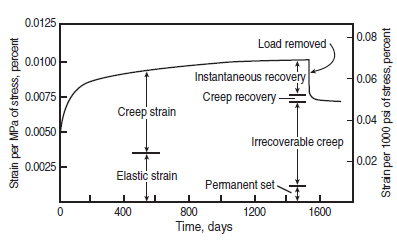 0.0125
0.0100
0.0075
0.0050
0.0025
Strain per MPa of stress, percent
Load removed
Instantaneous recovery
Creep recovery
Creep strain
Irrecoverable creep
Elastic strain
Permanent set
0.08
0.06
0.04
0.02
Strain per 1000 psi of stress, percent
0
400
800
1200
1600
Time, days